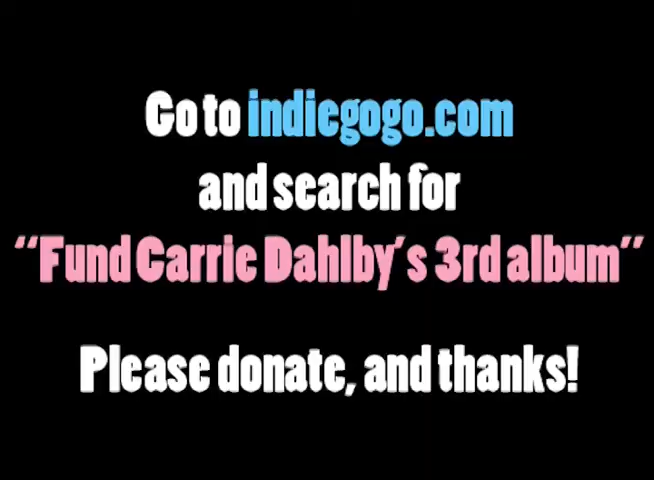 Go to indiegogo.com
and search for
“Fund Carrie Dahlby’s 3rd album”
Please donate, and thanks!